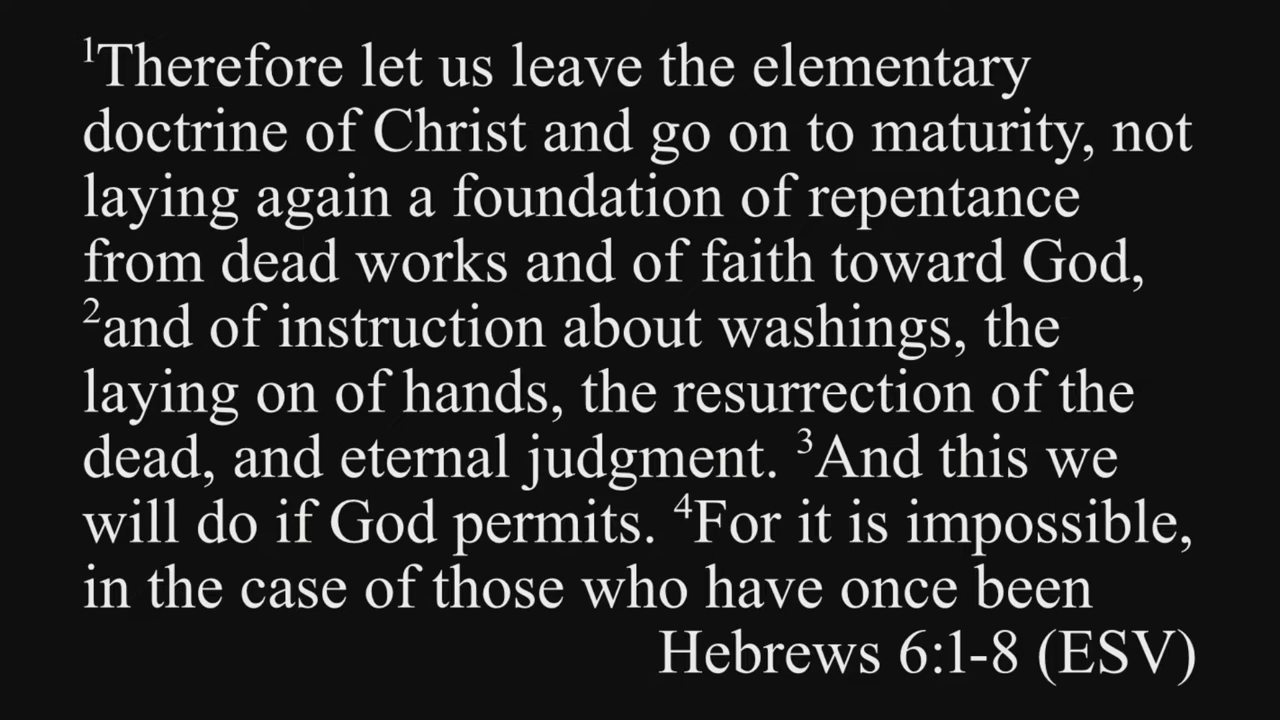 ¹Therefore let us leave the elementary
doctrine of Christ and go on to maturity, not
laying again a foundation of repentance
from dead works and of faith toward God,
²and of instruction about washings, the
laying on of hands, the resurrection of the
dead, and eternal judgment. ³And this we
will do if God permits. ⁴For it is impossible,
in the case of those who have once been
Hebrews 6:1-8 (ESV)